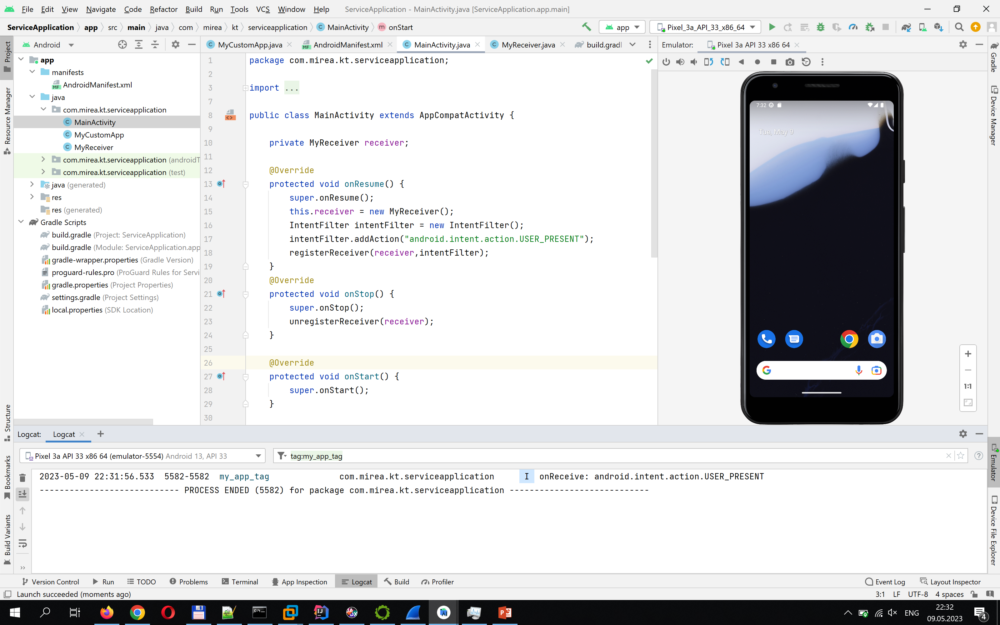 File Edit View Navigate Code Refactor Build Run Tools VCS Window Help ServiceApplication - MainActivity.java [ServiceApplication.app.main]
ServiceApplication app src main java com mirea kt serviceapplication MainActivity onStart app Pixel_3a_API_33_x86_64
Project
Resource Manager
Structure
Bookmarks
Build Variants
Android
app
manifests
AndroidManifest.xml
java
com.mirea.kt.serviceapplication
MainActivity
MyCustomApp
MyReceiver
com.mirea.kt.serviceapplication (androidT
com.mirea.kt.serviceapplication (test)
java (generated)
res
res (generated)
Gradle Scripts
build.gradle (Project: ServiceApplication)
build.gradle (Module: ServiceApplication.app
gradle-wrapper.properties (Gradle Version)
proguard-rules.pro (ProGuard Rules for Servi
gradle.properties (Project Properties)
settings.gradle (Project Settings)
local.properties (SDK Location)
MyCustomApp.java AndroidManifest.xml MainActivity.java MyReceiver.java build.gradl
1 package com.mirea.kt.serviceapplication;
2
3 import ...
7
8 public class MainActivity extends AppCompatActivity {
9
10 private MyReceiver receiver;
11
12 @Override
13 protected void onResume() {
14 super.onResume();
15 this.receiver = new MyReceiver();
16 IntentFilter intentFilter = new IntentFilter();
17 intentFilter.addAction("android.intent.action.USER_PRESENT");
18 registerReceiver(receiver,intentFilter);
19 }
20 @Override
21 protected void onStop() {
22 super.onStop();
23 unregisterReceiver(receiver);
24 }
25
26 @Override
27 protected void onStart() {
28 super.onStart();
29 }
30
Emulator: Pixel 3a API 33 x86 64
7:32
Tue, May 9
1:1
Gradle
Device Manager
Emulator
Device File Explorer
Logcat: Logcat
Pixel 3a API 33 x86 64 (emulator-5554) Android 13, API 33 tag:my_app_tag
2023-05-09 22:31:56.533 5582-5582 my_app_tag com.mirea.kt.serviceapplication I onReceive: android.intent.action.USER_PRESENT
---------------------------- PROCESS ENDED (5582) for package com.mirea.kt.serviceapplication ----------------------------
Version Control Run TODO Problems Terminal App Inspection Logcat Build Profiler Event Log Layout Inspector
Launch succeeded (moments ago) 3:1 LF UTF-8 4 spaces
ENG 22:32
09.05.2023 4